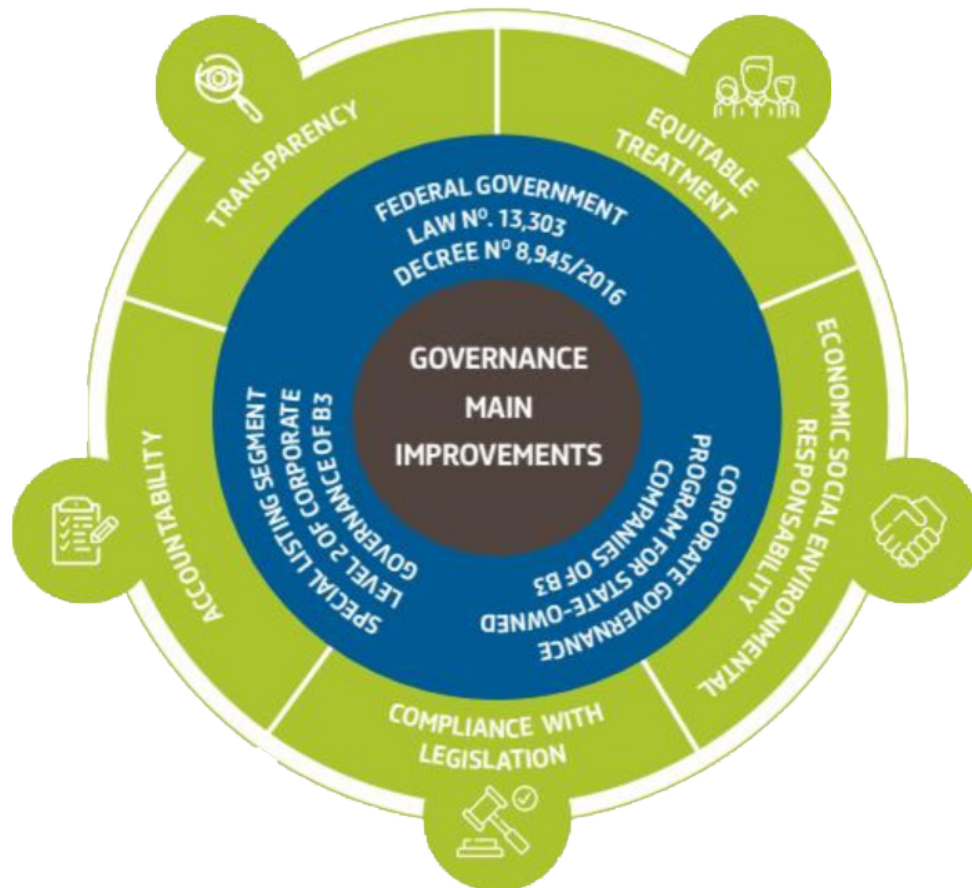 TRANSPARENCY
EQUITABLE
TREATMENT
ECONOMIC SOCIAL ENVIRONMENTAL
RESPONSABILITY
COMPLIANCE WITH
LEGISLATION
ACCOUNTABILITY
FEDERAL GOVERNMENT
LAW Nº. 13,303
DECREE Nº 8,945/2016
CORPORATE GOVERNANCE
PROGRAM FOR STATE-OWNED
COMPANIES OF B3
SPECIAL LISTING SEGMENT
LEVEL 2 OF CORPORATE
GOVERNANCE OF B3
GOVERNANCE
MAIN
IMPROVEMENTS